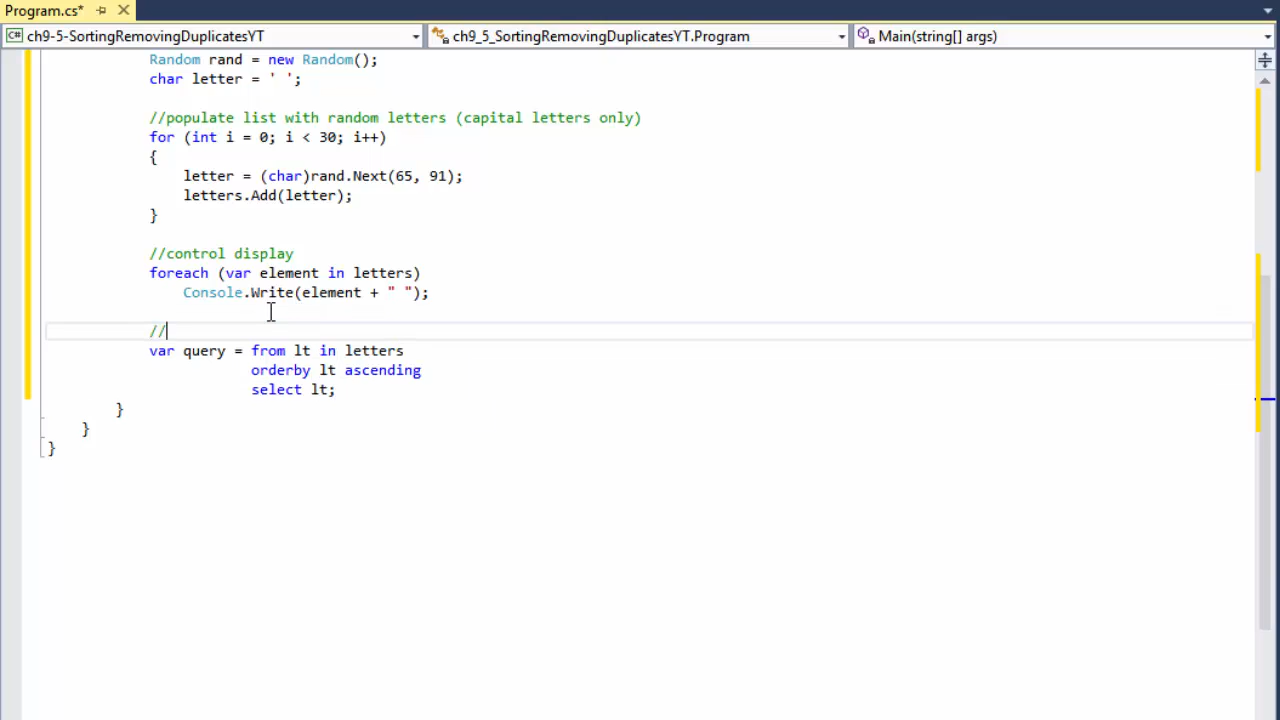 Program.cs*
ch9-5-SortingRemovingDuplicatesYT ch9_5_SortingRemovingDuplicatesYT.Program Main(string[] args)
Random rand = new Random();
char letter = ' ';
//populate list with random letters (capital letters only)
for (int i = 0; i < 30; i++)
{
letter = (char)rand.Next(65, 91);
letters.Add(letter);
}
//control display
foreach (var element in letters)
Console.Write(element + " ");
//
var query = from lt in letters
orderby lt ascending
select lt;
}
}
}